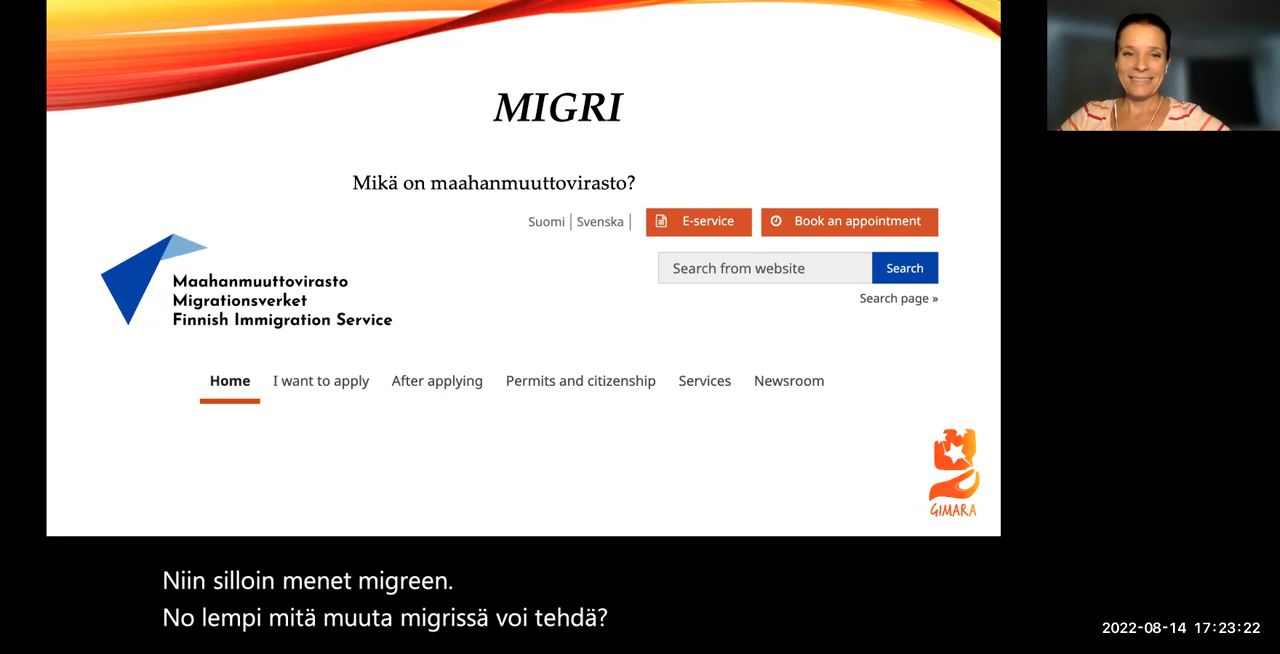 MIGRI
Mikä on maahanmuuttovirasto?
Suomi | Svenska |
E-service
Book an appointment
Search from website
Search
Search page »
Maahanmuuttovirasto
Migrationsverket
Finnish Immigration Service
Home I want to apply After applying Permits and citizenship Services Newsroom
GIMARA
Niin silloin menet migreen.
No lempi mitä muuta migrissä voi tehdä?
2022-08-14 17:23:22